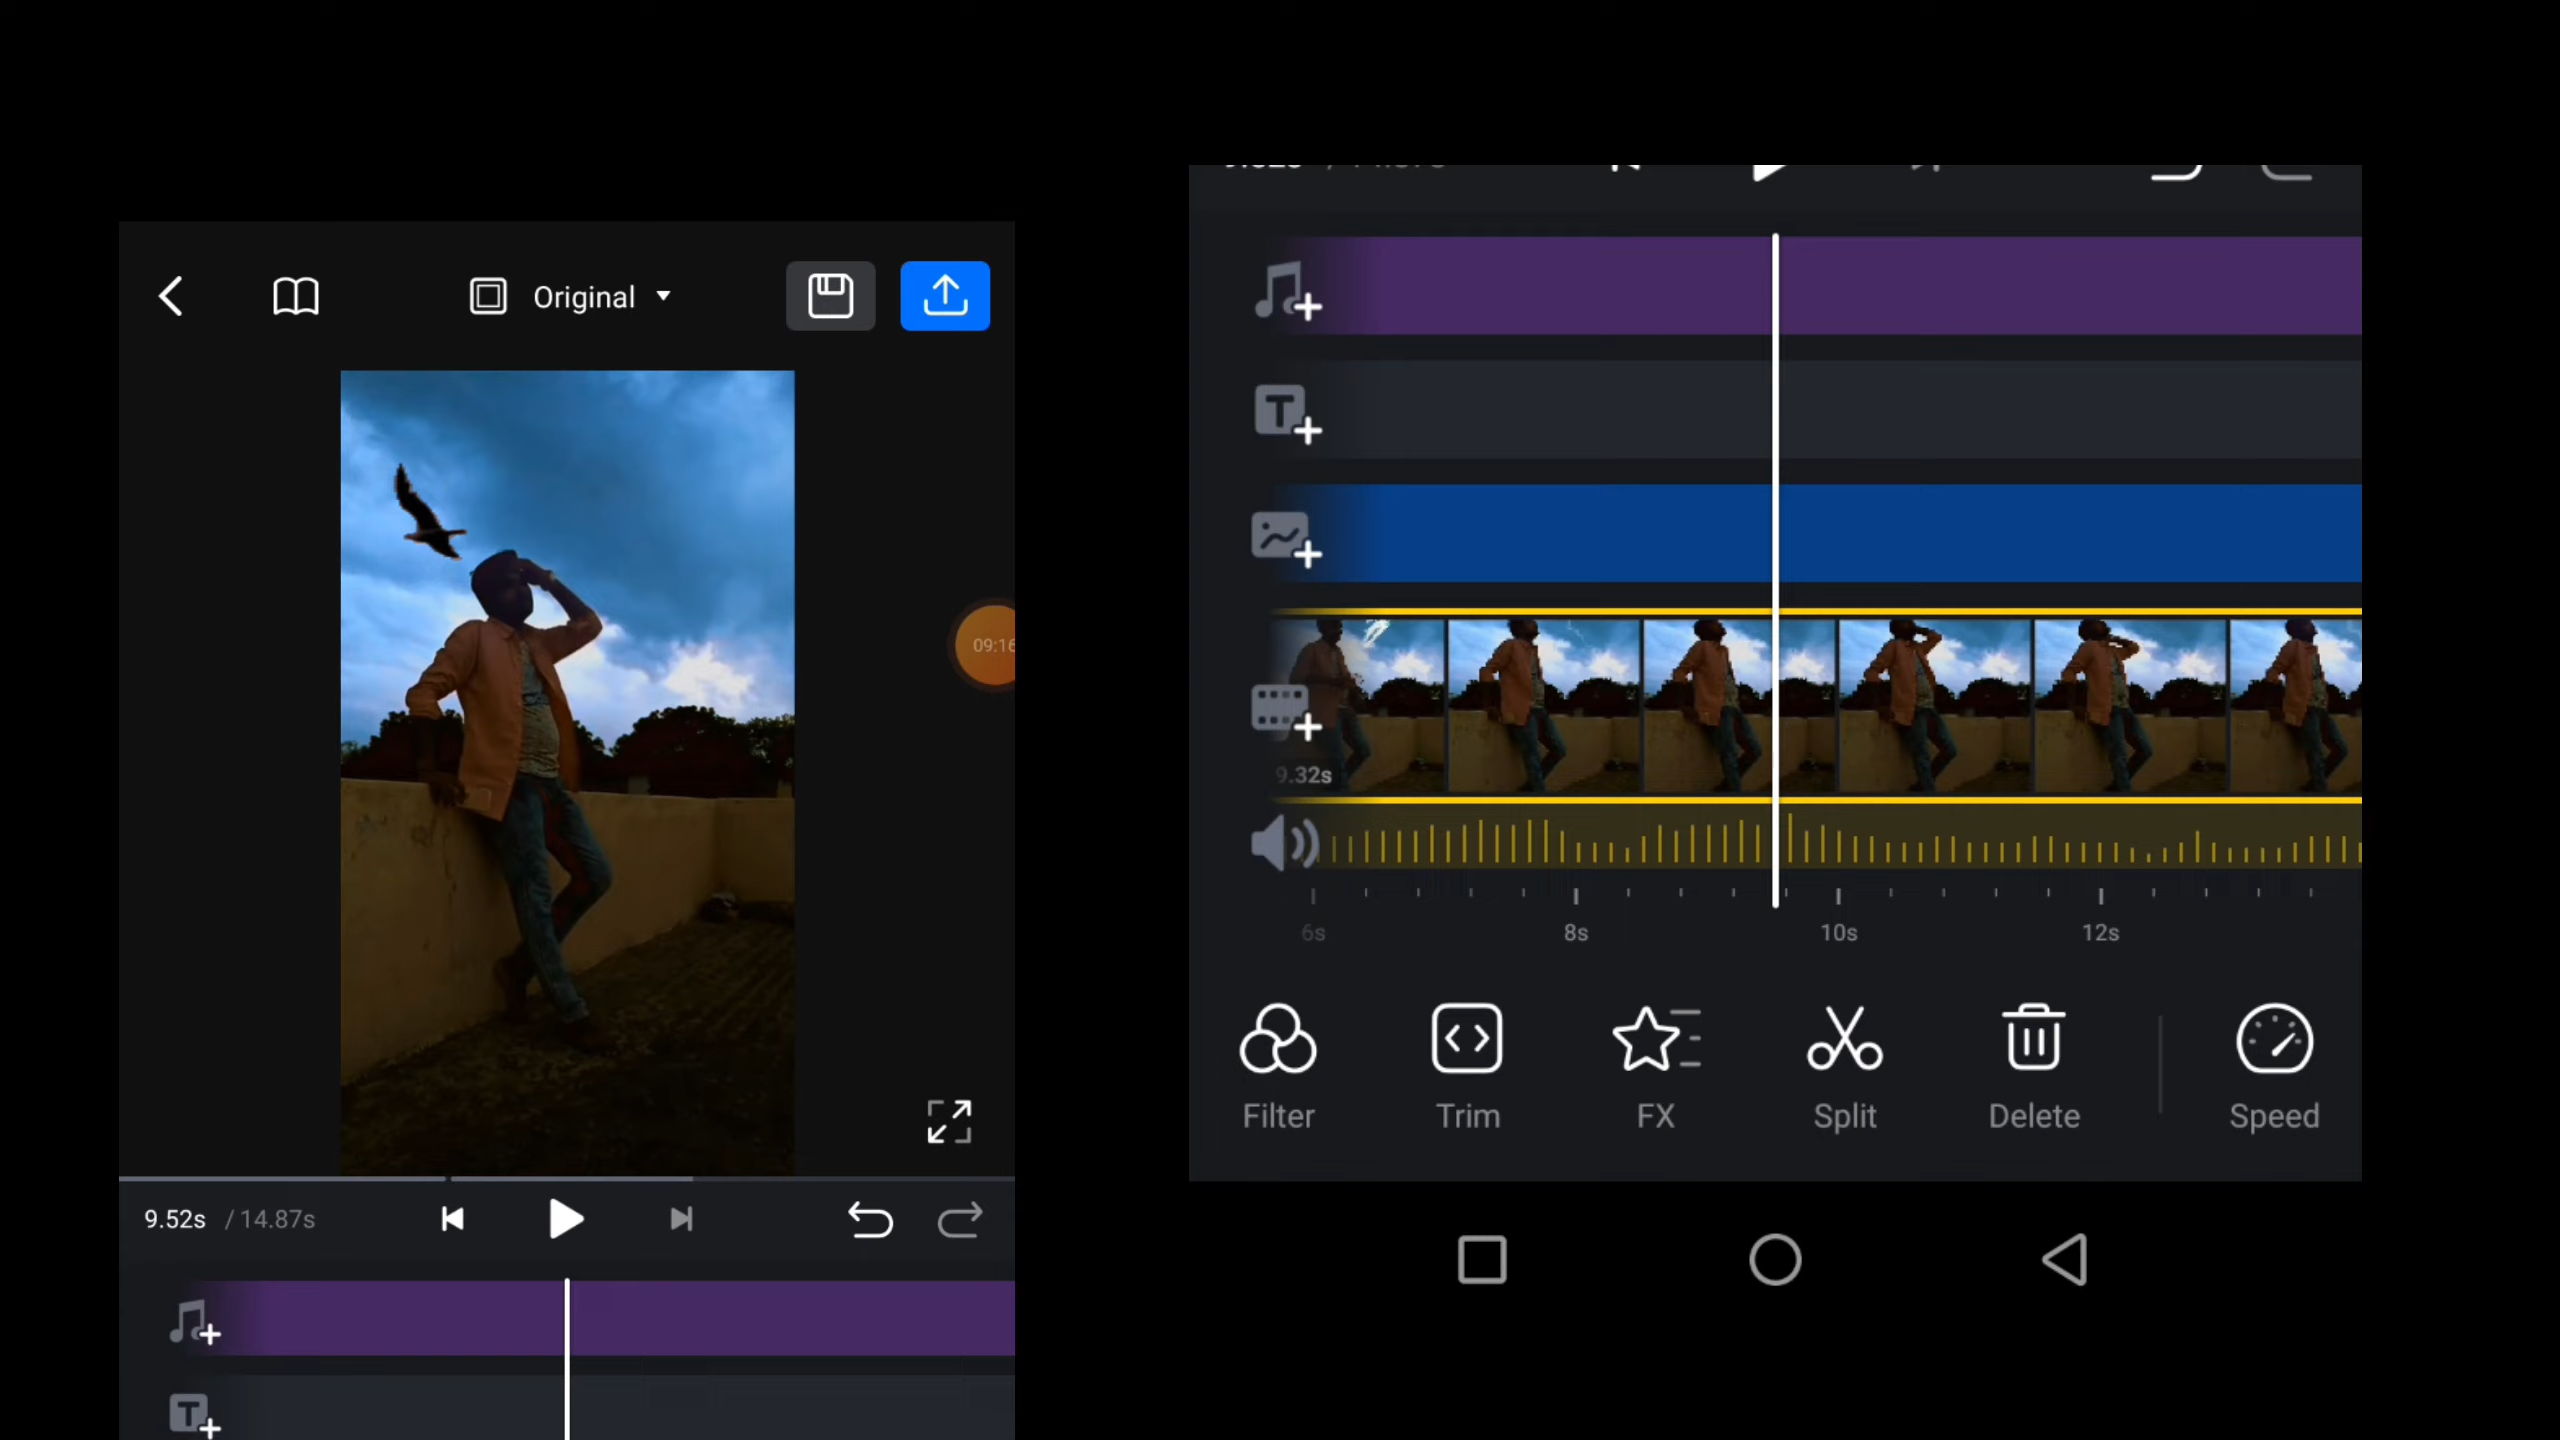 Original
09:16
9.52s / 14.87s
T
T
9.32s
6s 8s 10s 12s
Filter Trim FX Split Delete Speed